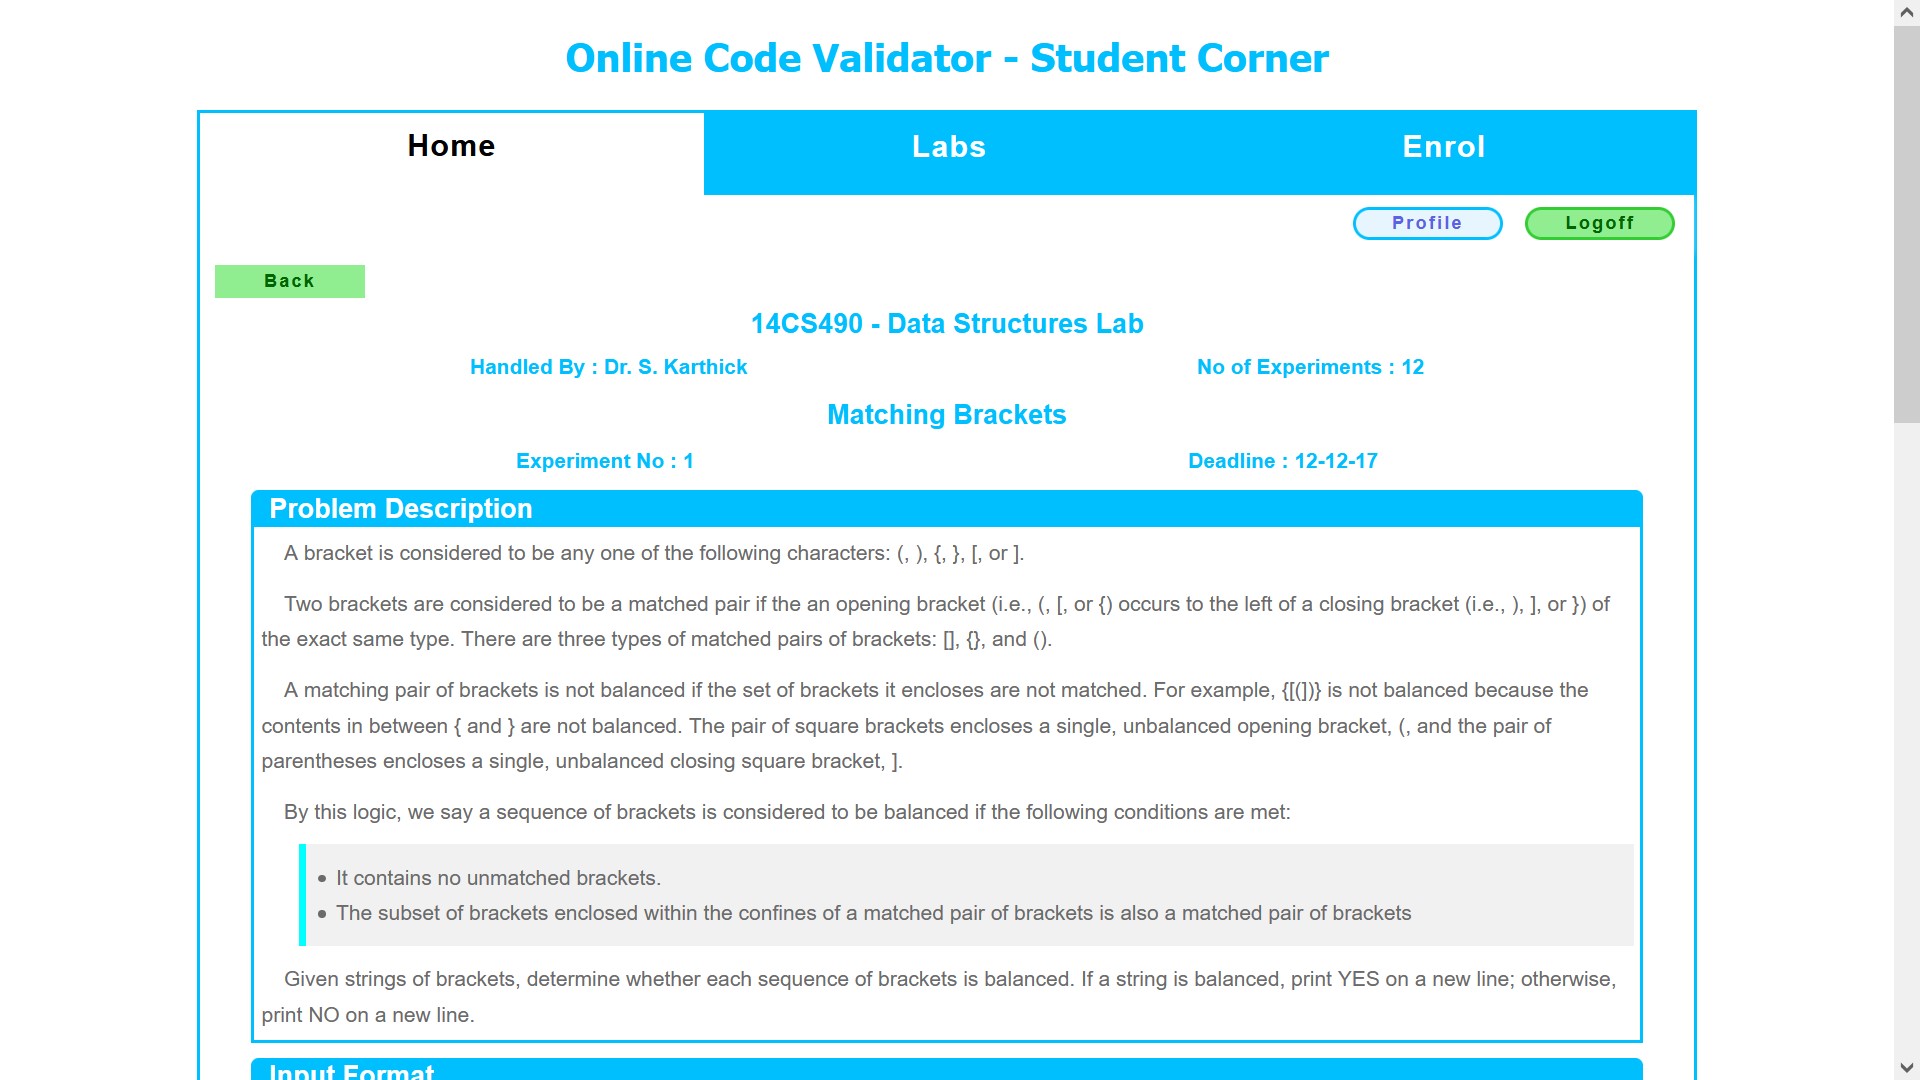 Online Code Validator - Student Corner
Home
Labs
Enrol
Profile
Logoff
Back
14CS490 - Data Structures Lab
Handled By : Dr. S. Karthick
No of Experiments : 12
Matching Brackets
Experiment No : 1
Deadline : 12-12-17
Problem Description
A bracket is considered to be any one of the following characters: (, ), {, }, [, or ].
Two brackets are considered to be a matched pair if the an opening bracket (i.e., (, [, or {) occurs to the left of a closing bracket (i.e., ), ], or }) of
the exact same type. There are three types of matched pairs of brackets: [], {}, and ().
A matching pair of brackets is not balanced if the set of brackets it encloses are not matched. For example, {[(])} is not balanced because the
contents in between { and } are not balanced. The pair of square brackets encloses a single, unbalanced opening bracket, (, and the pair of
parentheses encloses a single, unbalanced closing square bracket, ].
By this logic, we say a sequence of brackets is considered to be balanced if the following conditions are met:
• It contains no unmatched brackets.
• The subset of brackets enclosed within the confines of a matched pair of brackets is also a matched pair of brackets
Given strings of brackets, determine whether each sequence of brackets is balanced. If a string is balanced, print YES on a new line; otherwise,
print NO on a new line.
Input Format